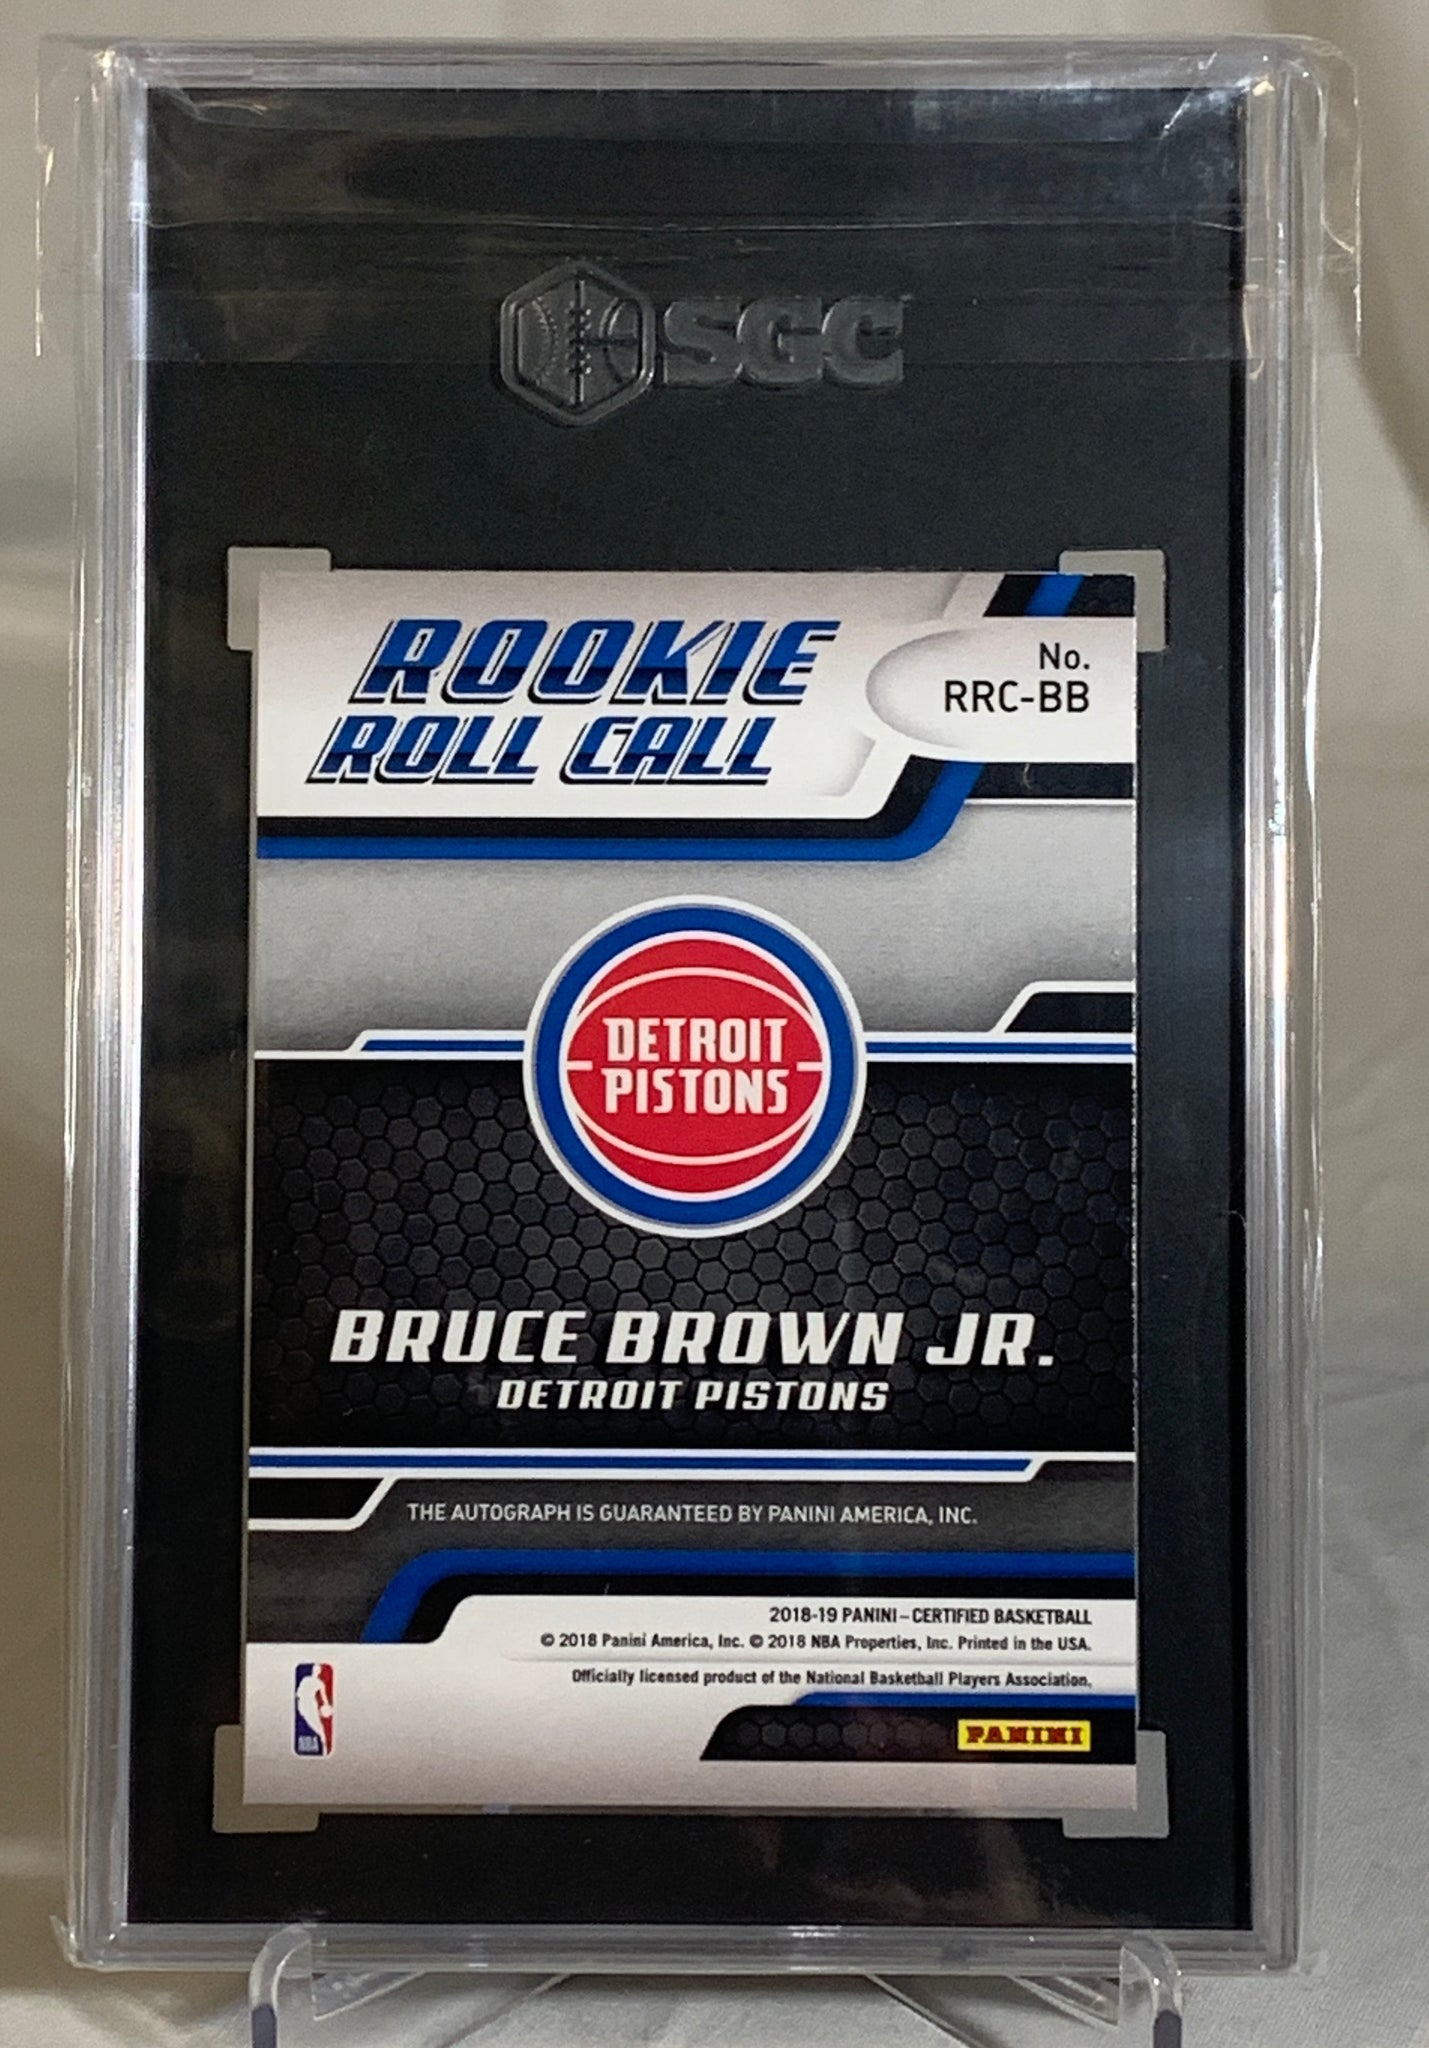 SGC
ROOKIE
ROLL CALL
No.
RRC-BB
DETROIT
PISTONS
BRUCE BROWN JR.
DETROIT PISTONS
THE AUTOGRAPH IS GUARANTEED BY PANINI AMERICA, INC.
2018-19 PANINI – CERTIFIED BASKETBALL
© 2018 Panini America, Inc. © 2018 NBA Properties, Inc. Printed in the USA.
Officially licensed product of the National Basketball Players Association.
NBA
PANINI